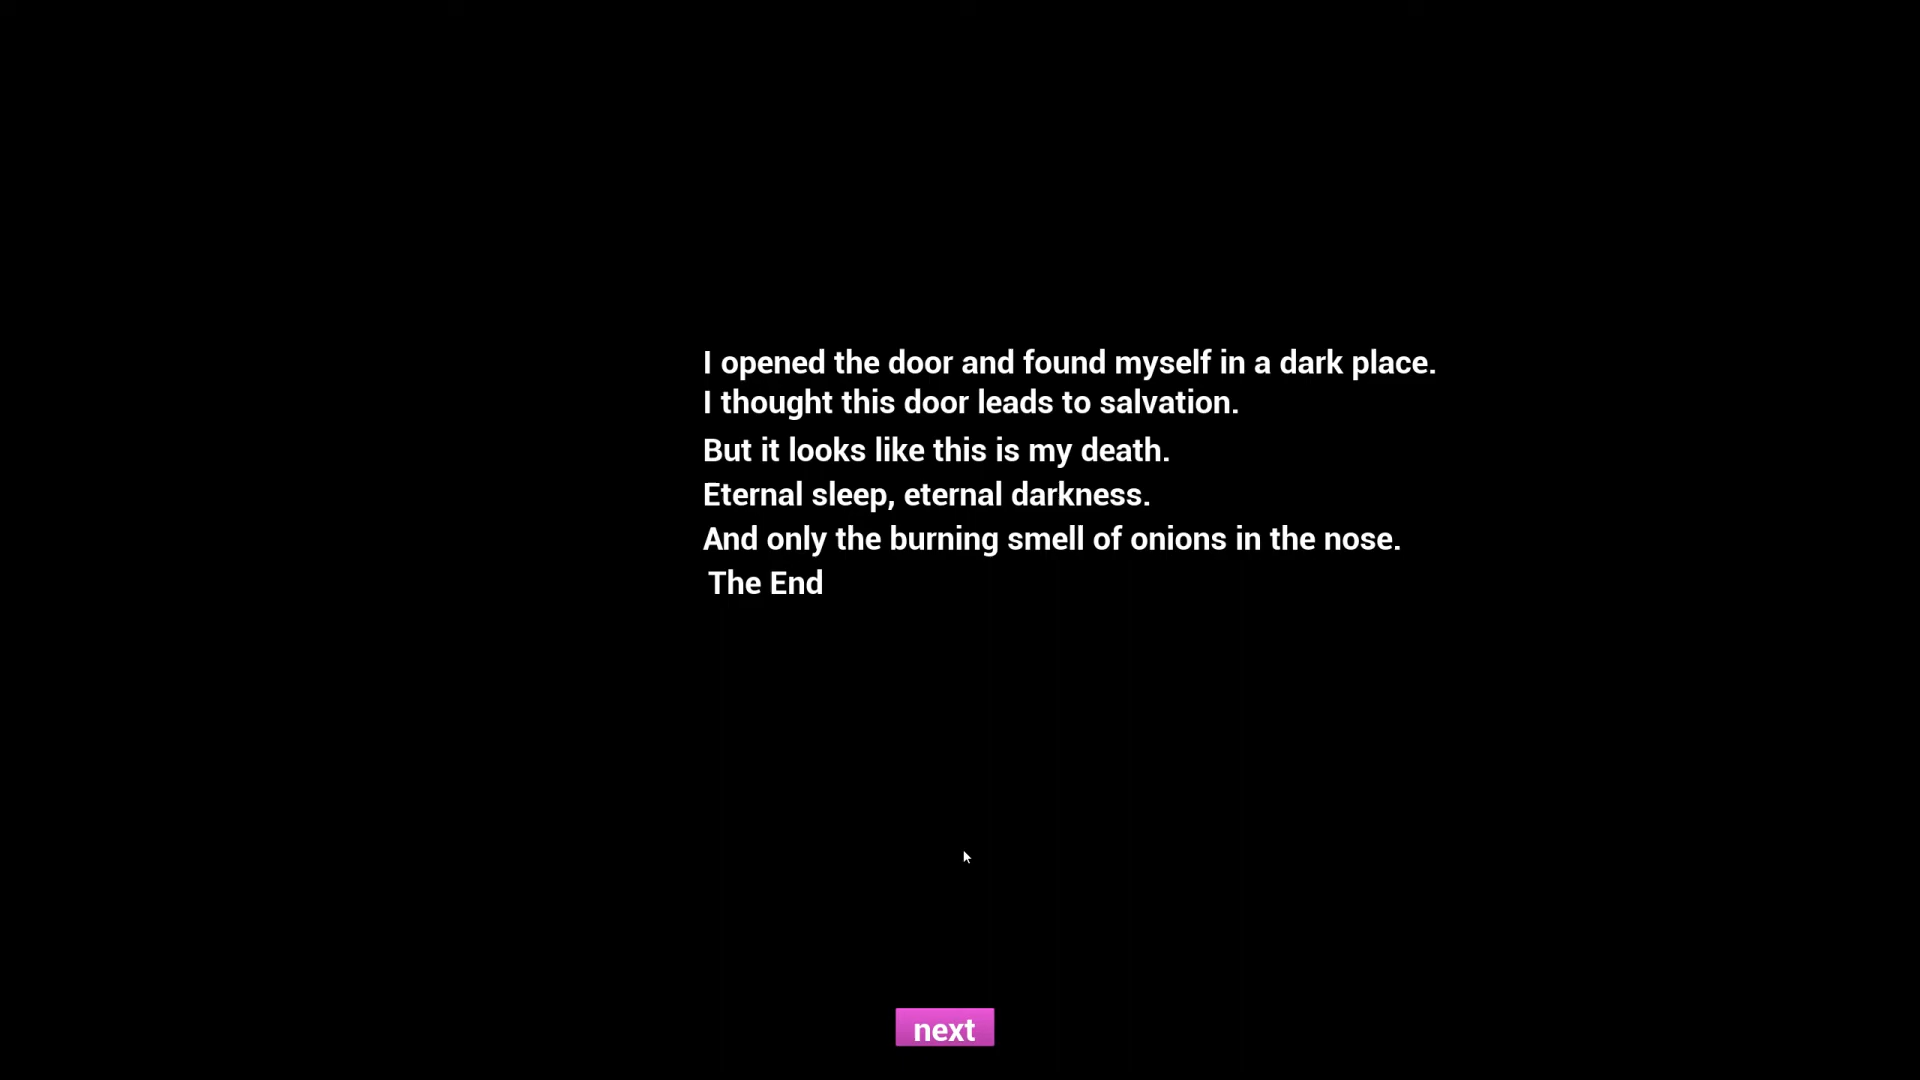 I opened the door and found myself in a dark place.
I thought this door leads to salvation.
But it looks like this is my death.
Eternal sleep, eternal darkness.
And only the burning smell of onions in the nose.
The End
next